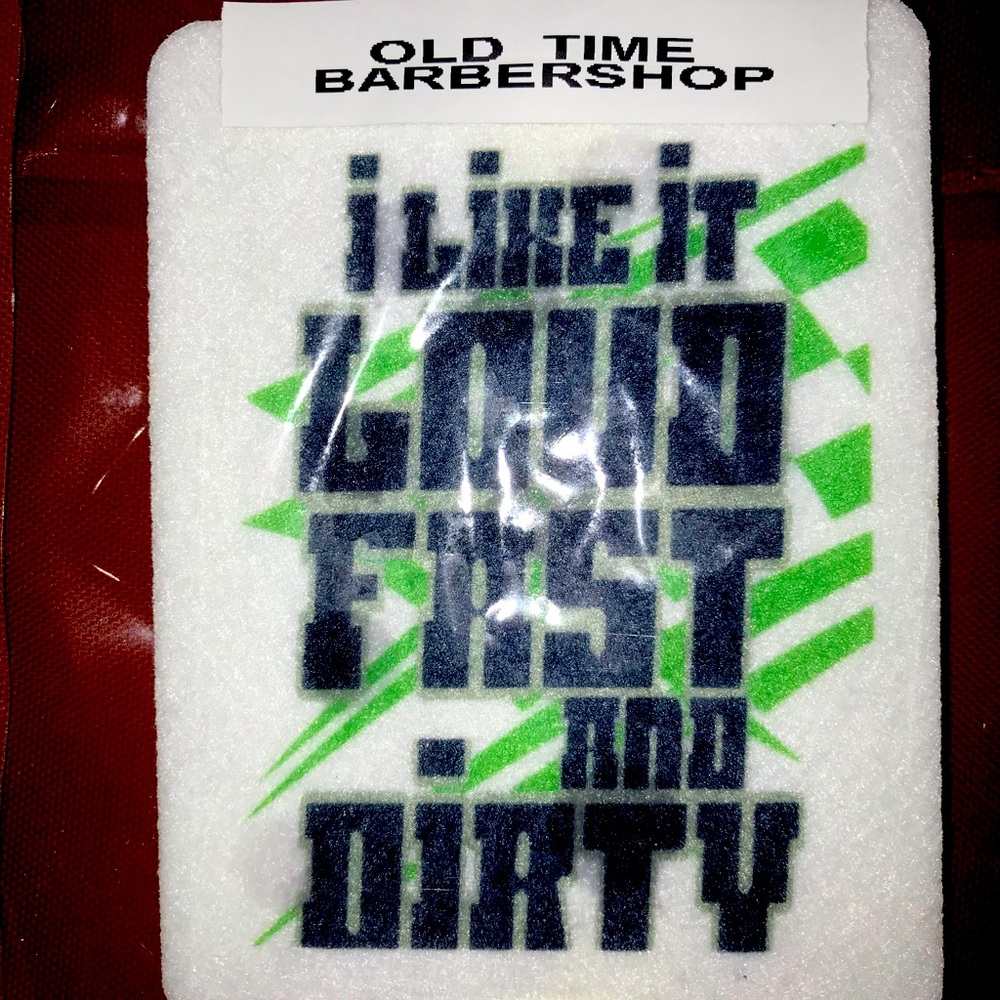 OLD TIME
BARBERSHOP
i LiKE iT
LOUD
FAST
AND
DiRTY